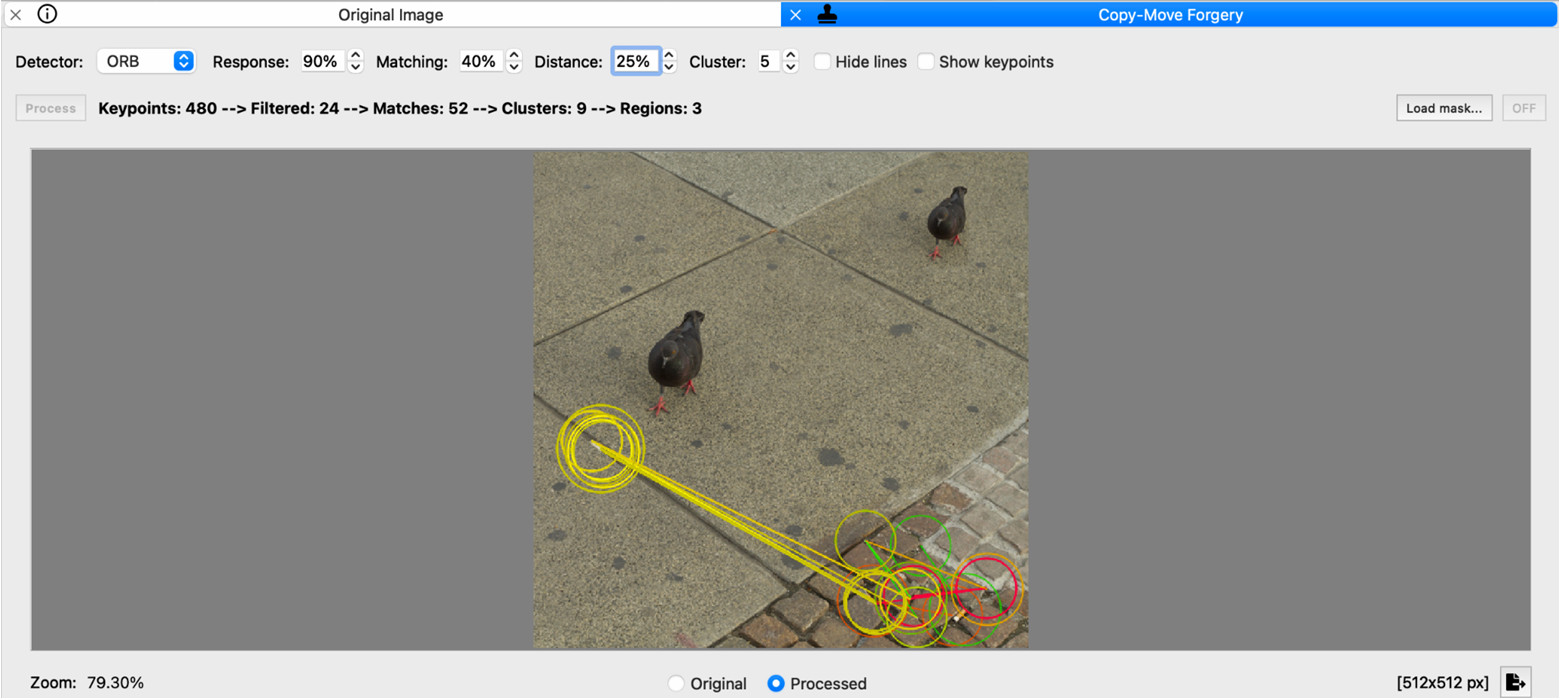 Original Image
Copy-Move Forgery
Detector: ORB Response: 90% Matching: 40% Distance: 25% Cluster: 5 Hide lines Show keypoints
Process Keypoints: 480 --> Filtered: 24 --> Matches: 52 --> Clusters: 9 --> Regions: 3 Load mask... OFF
Zoom: 79.30% Original Processed [512x512 px]